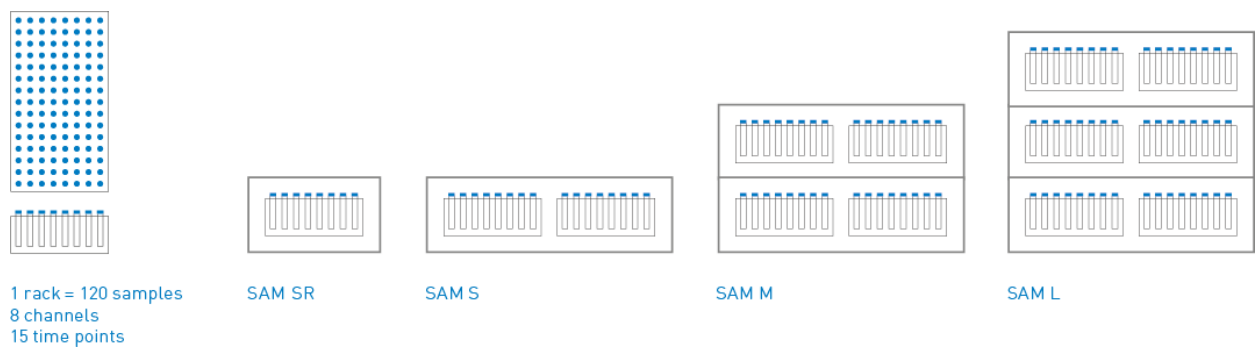 1 rack = 120 samples
8 channels
15 time points
SAM SR
SAM S
SAM M
SAM L